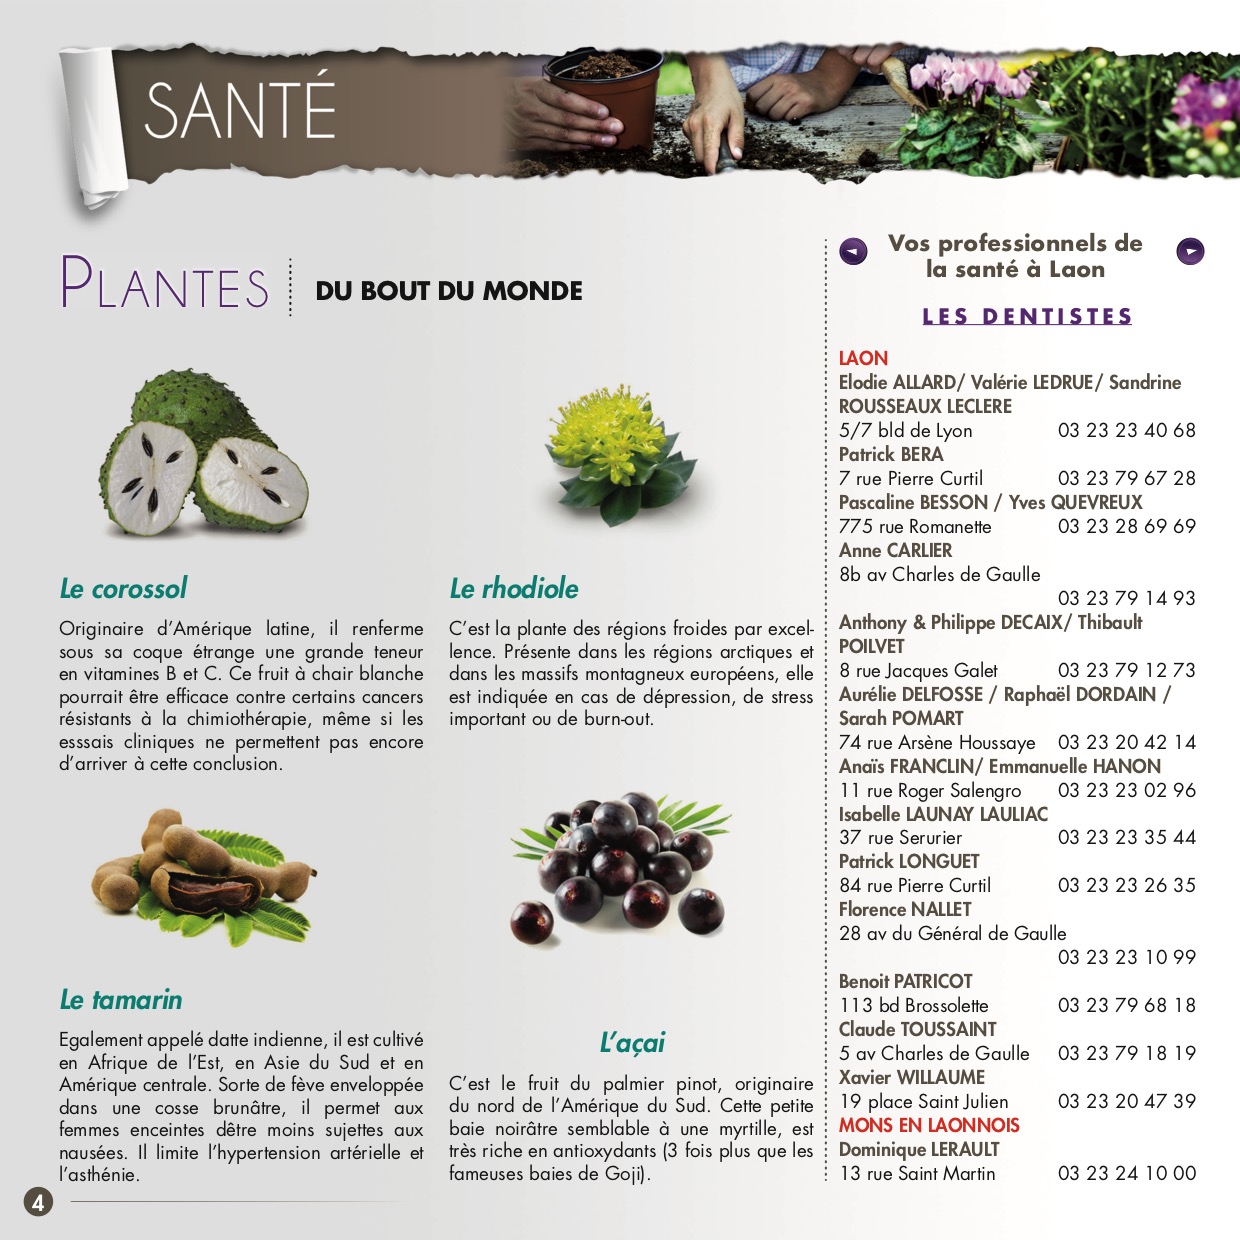 SANTÉ
PLANTES
DU BOUT DU MONDE
Le corossol
Originaire d'Amérique latine, il renferme
sous sa coque étrange une grande teneur
en vitamines B et C. Ce fruit à chair blanche
pourrait être efficace contre certains cancers
résistants à la chimiothérapie, même si les
esssais cliniques ne permettent pas encore
d'arriver à cette conclusion.
Le rhodiole
C'est la plante des régions froides par excel-
lence. Présente dans les régions arctiques et
dans les massifs montagneux européens, elle
est indiquée en cas de dépression, de stress
important ou de burn-out.
Le tamarin
Egalement appelé datte indienne, il est cultivé
en Afrique de l'Est, en Asie du Sud et en
Amérique centrale. Sorte de fève enveloppée
dans une cosse brunâtre, il permet aux
femmes enceintes dêtre moins sujettes aux
nausées. Il limite l'hypertension artérielle et
l'asthénie.
L'açai
C'est le fruit du palmier pinot, originaire
du nord de l'Amérique du Sud. Cette petite
baie noirâtre semblable à une myrtille, est
très riche en antioxydants (3 fois plus que les
fameuses baies de Goji).
Vos professionnels de
la santé à Laon
LES DENTISTES
LAON
Elodie ALLARD/ Valérie LEDRUE/ Sandrine
ROUSSEAUX LECLERE
5/7 bld de Lyon 03 23 23 40 68
Patrick BERA
7 rue Pierre Curtil 03 23 79 67 28
Pascaline BESSON / Yves QUEVREUX
775 rue Romanette 03 23 28 69 69
Anne CARLIER
8b av Charles de Gaulle
03 23 79 14 93
Anthony & Philippe DECAIX/ Thibault
POILVET
8 rue Jacques Galet 03 23 79 12 73
Aurélie DELFOSSE / Raphaël DORDAIN /
Sarah POMART
74 rue Arsène Houssaye 03 23 20 42 14
Anaïs FRANCLIN/ Emmanuelle HANON
11 rue Roger Salengro 03 23 23 02 96
Isabelle LAUNAY LAULIAC
37 rue Serurier 03 23 23 35 44
Patrick LONGUET
84 rue Pierre Curtil 03 23 23 26 35
Florence NALLET
28 av du Général de Gaulle
03 23 23 10 99
Benoit PATRICOT
113 bd Brossolette 03 23 79 68 18
Claude TOUSSAINT
5 av Charles de Gaulle 03 23 79 18 19
Xavier WILLAUME
19 place Saint Julien 03 23 20 47 39
MONS EN LAONNOIS
Dominique LERAULT
13 rue Saint Martin 03 23 24 10 00
4